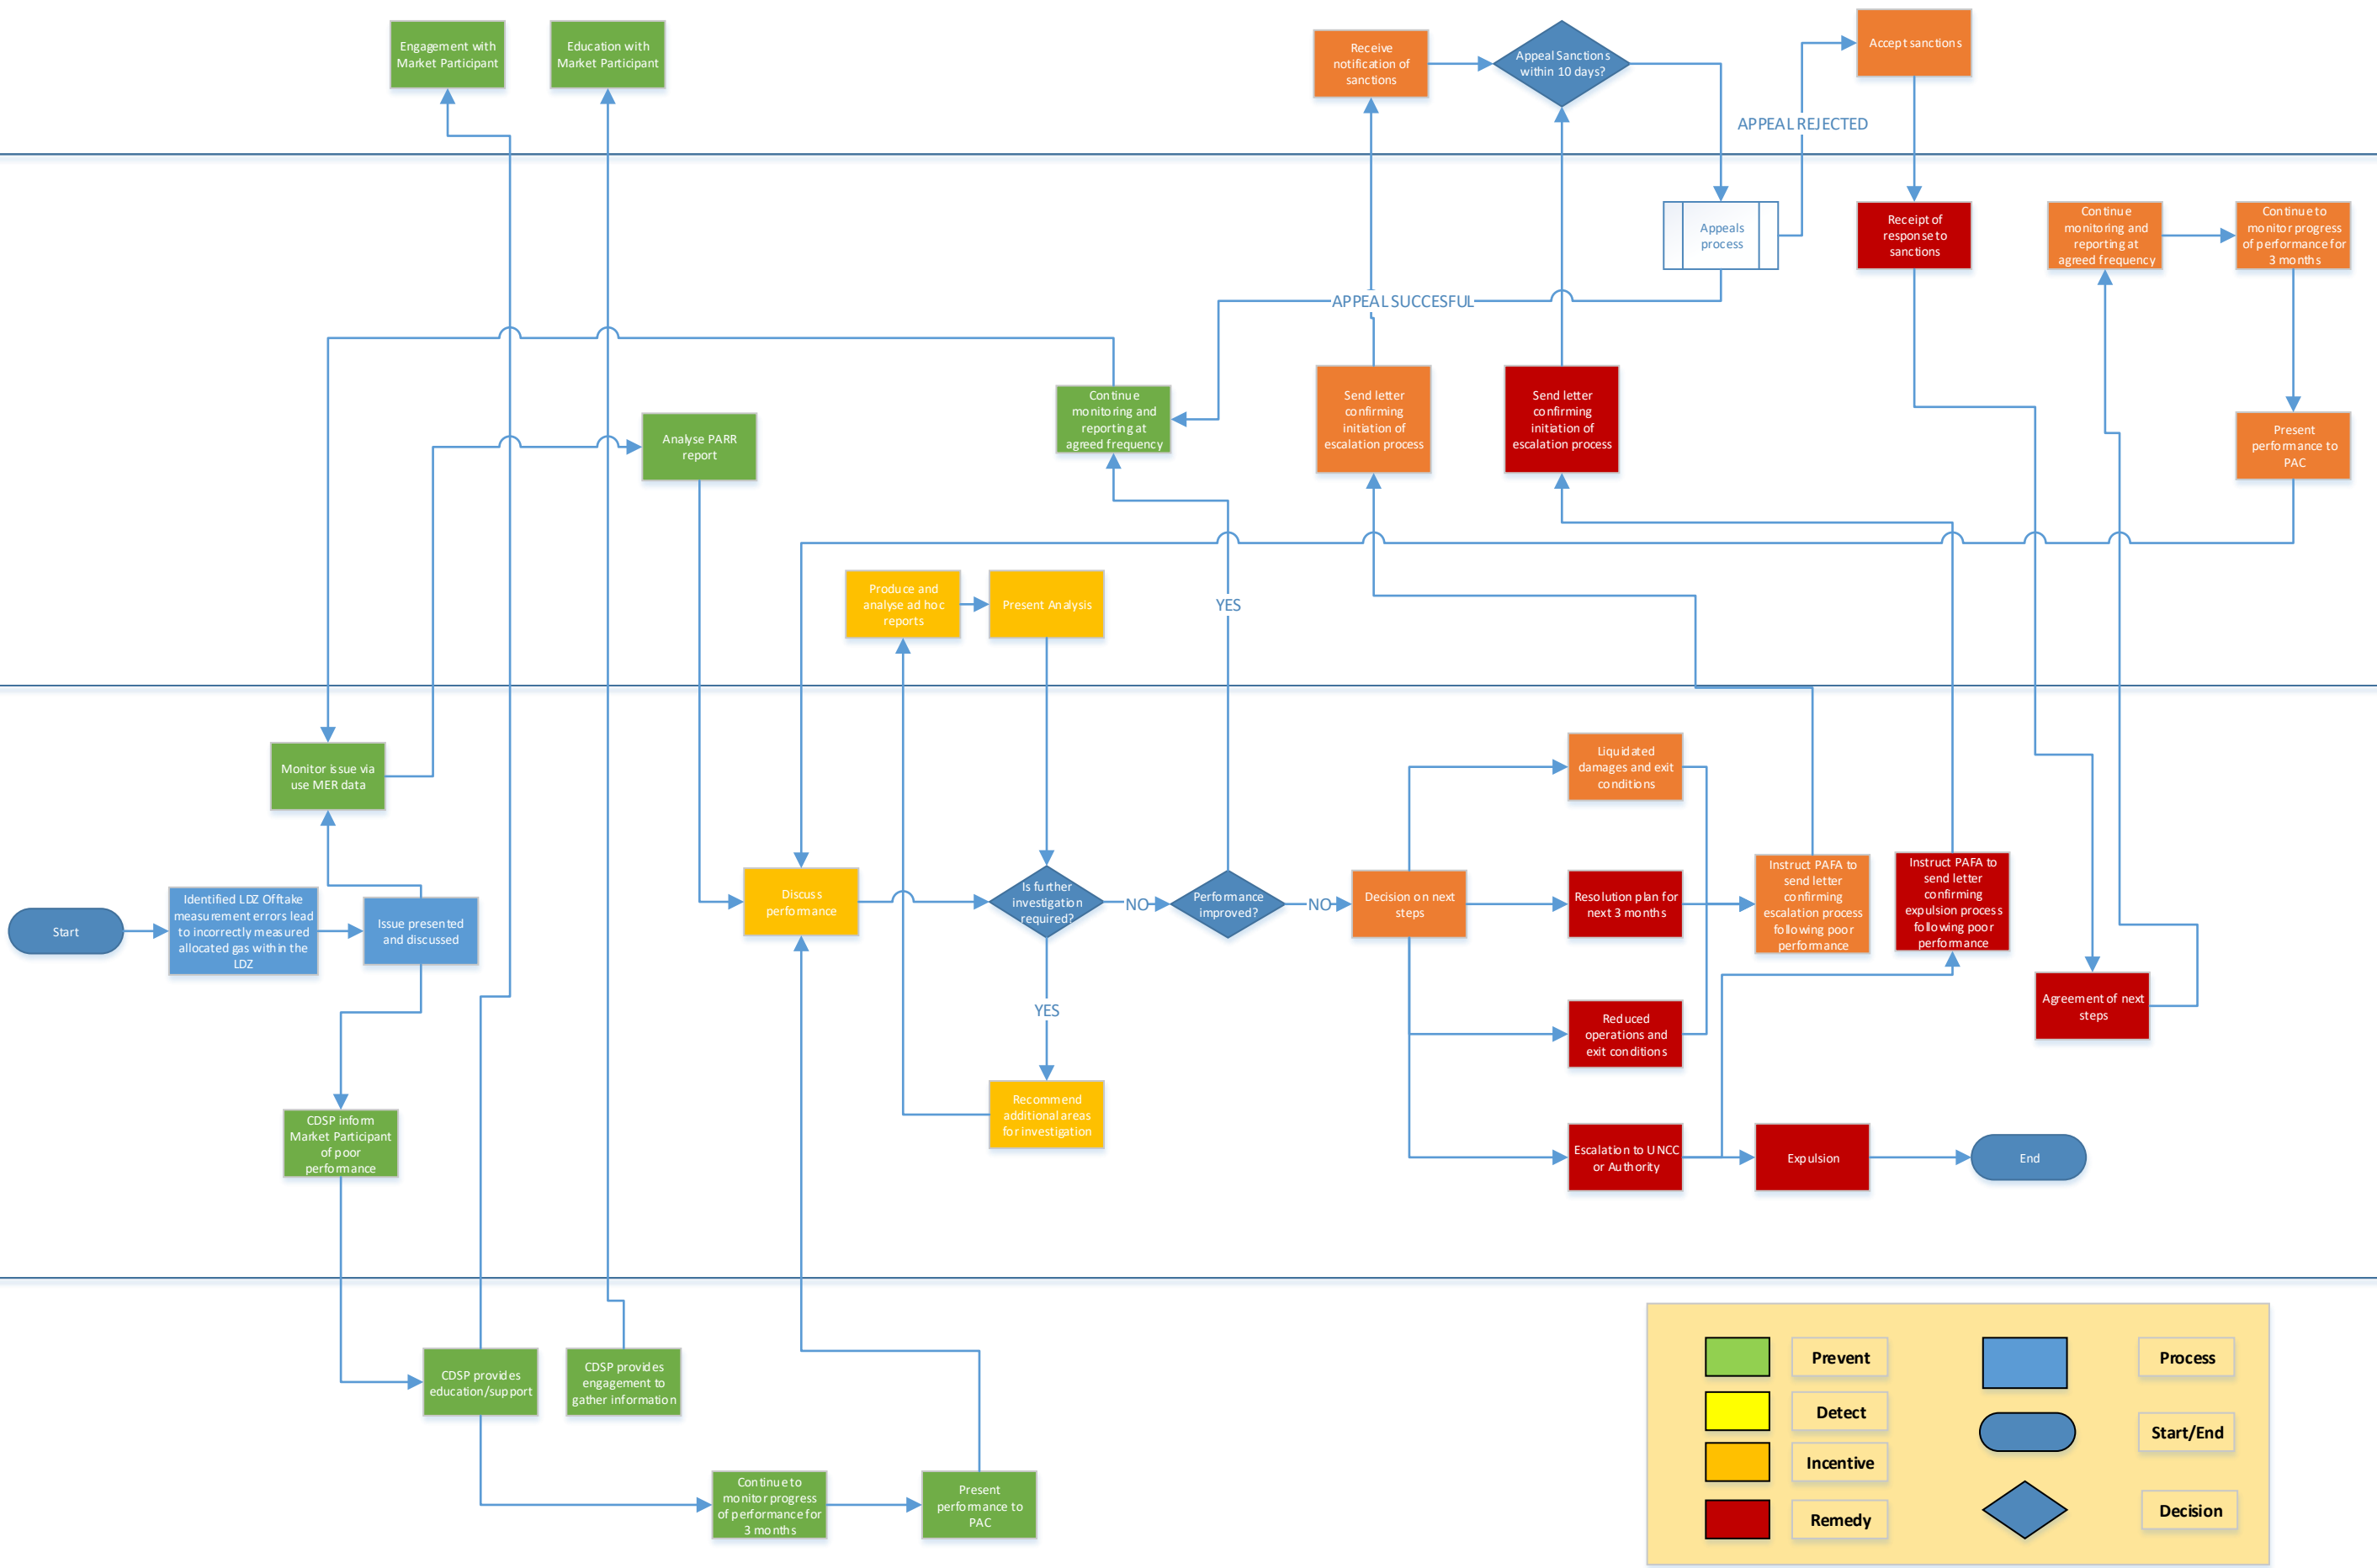 Engagement with
Market Participant
Education with
Market Participant
Receive
notification of
sanctions
Appeal Sanctions
within 10 days?
Accept sanctions
APPEAL REJECTED
Appeals
process
Receipt of
response to
sanctions
Continue
monitoring and
reporting at
agreed frequency
Continue to
monitor progress
of performance for
3 months
APPEAL SUCCESFUL
Analyse PARR
report
Continue
monitoring and
reporting at
agreed frequency
Send letter
confirming
initiation of
escalation process
Send letter
confirming
initiation of
escalation process
Present
performance to
PAC
Produce and
analyse ad hoc
reports
Present Analysis
YES
Monitor issue via
use MER data
Liquidated
damages and exit
conditions
Start
Identified LDZ Offtake
measurement errors lead
to incorrectly measured
allocated gas within the
LDZ
Issue presented
and discussed
Discuss
performance
Is further
investigation
required?
NO
Performance
improved?
NO
Decision on next
steps
Resolution plan for
next 3 months
Instruct PAFA to
send letter
confirming
escalation process
following poor
performance
Instruct PAFA to
send letter
confirming
expulsion process
following poor
performance
YES
Reduced
operations and
exit conditions
Agreement of next
steps
CDSP inform
Market Participant
of poor
performance
Recommend
additional areas
for investigation
Escalation to UNCC
or Authority
Expulsion
End
CDSP provides
education/support
CDSP provides
engagement to
gather information
Continue to
monitor progress
of performance for
3 months
Present
performance to
PAC
Prevent
Process
Detect
Start/End
Incentive
Remedy
Decision